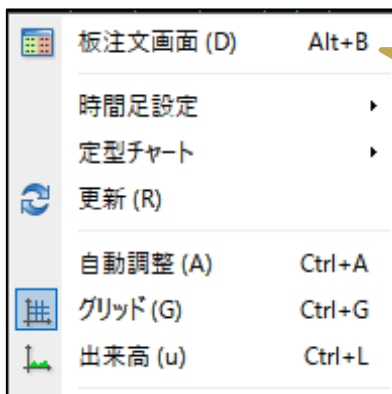 板注文画面 (D) Alt+B
時間足設定
定型チャート
更新 (R)
自動調整 (A) Ctrl+A
グリッド (G) Ctrl+G
出来高 (u) Ctrl+L